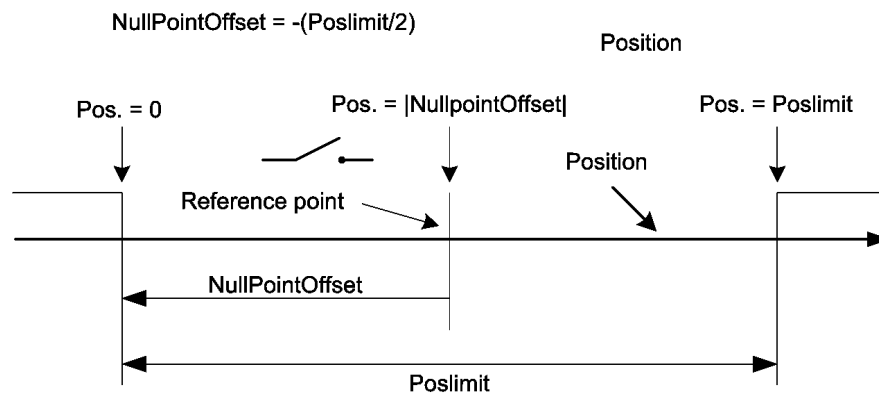 NullPointOffset = -(Poslimit/2)
Position
Pos. = 0
Pos. = |NullpointOffset|
Pos. = Poslimit
Position
Reference point
NullPointOffset
Poslimit